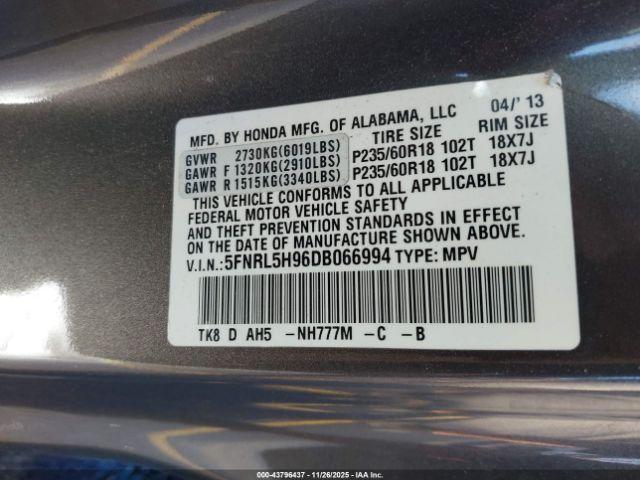 MFD. BY HONDA MFG. OF ALABAMA, LLC 04/'13
TIRE SIZE RIM SIZE
GVWR 2730KG(6019LBS)
GAWR F 1320KG(2910LBS) P235/60R18 102T 18X7J
GAWR R 1515KG(3340LBS) P235/60R18 102T 18X7J
THIS VEHICLE CONFORMS TO ALL APPLICABLE
FEDERAL MOTOR VEHICLE SAFETY
AND THEFT PREVENTION STANDARDS IN EFFECT
ON THE DATE OF MANUFACTURE SHOWN ABOVE.
V.I.N.:5FNRL5H96DB066994 TYPE: MPV
TK8 D AH5 -NH777M -C -B
000-43796437 - 11/26/2025 - IAA Inc.